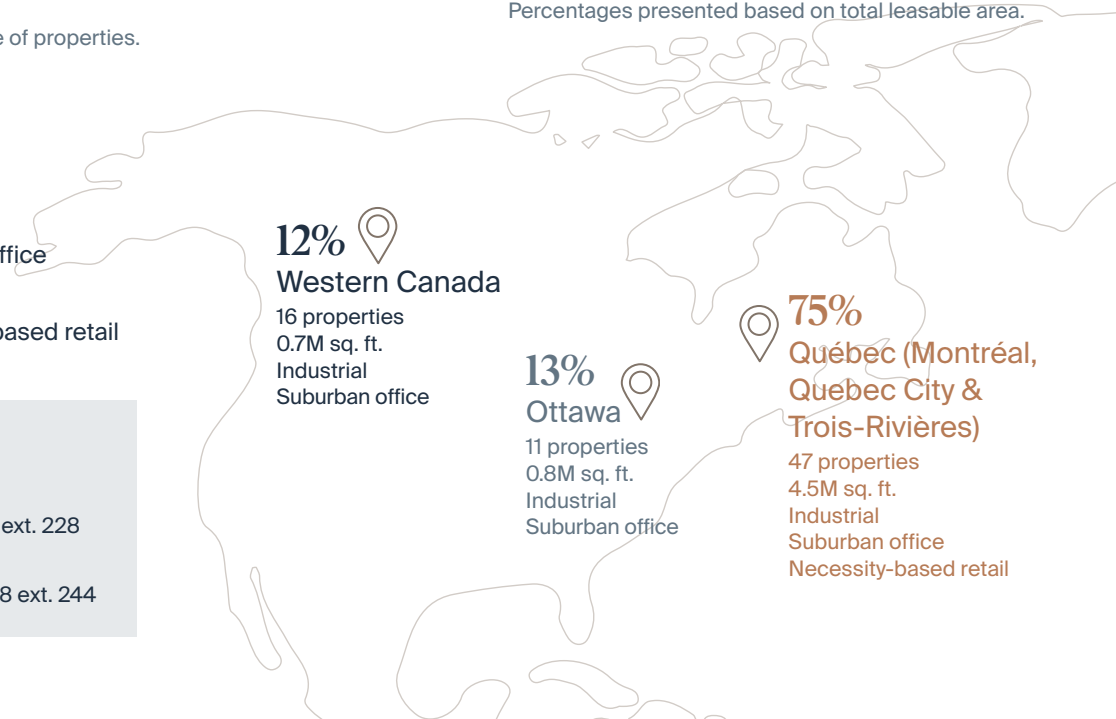 Percentages presented based on total leasable area.
of properties.
12%
Western Canada
16 properties
0.7M sq. ft.
Industrial
Suburban office
13%
Ottawa
11 properties
0.8M sq. ft.
Industrial
Suburban office
75%
Québec (Montréal,
Quebec City &
Trois-Rivières)
47 properties
4.5M sq. ft.
Industrial
Suburban office
Necessity-based retail
retail
ext. 228
8 ext. 244